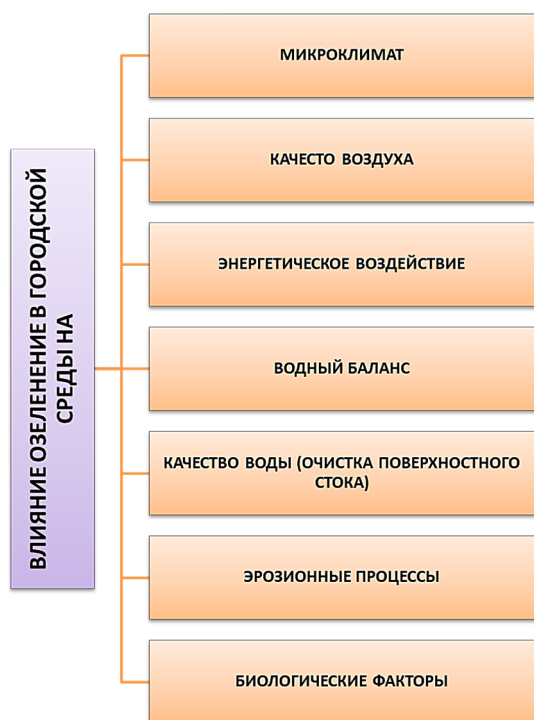 ВЛИЯНИЕ ОЗЕЛЕНЕНИЕ В ГОРОДСКОЙ
СРЕДЫ НА
МИКРОКЛИМАТ
КАЧЕСТО ВОЗДУХА
ЭНЕРГЕТИЧЕСКОЕ ВОЗДЕЙСТВИЕ
ВОДНЫЙ БАЛАНС
КАЧЕСТВО ВОДЫ (ОЧИСТКА ПОВЕРХНОСТНОГО
СТОКА)
ЭРОЗИОННЫЕ ПРОЦЕССЫ
БИОЛОГИЧЕСКИЕ ФАКТОРЫ